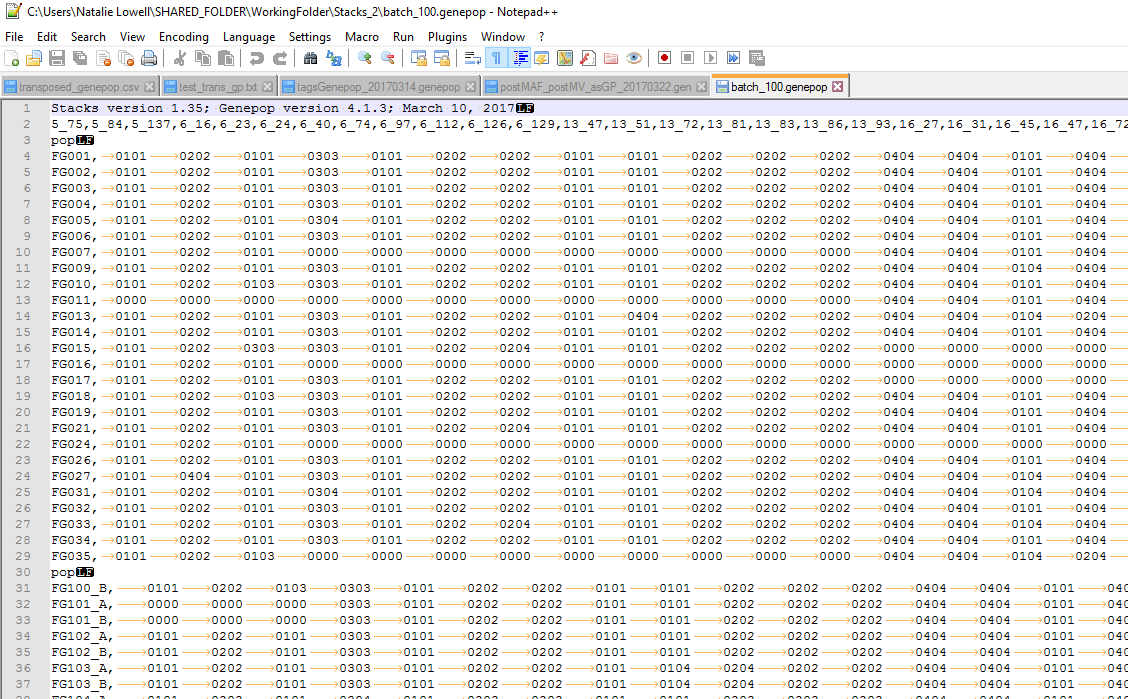 C:\Users\Natalie Lowell\SHARED_FOLDER\WorkingFolder\Stacks_2\batch_100.genepop - Notepad++
File Edit Search View Encoding Language Settings Macro Run Plugins Window ?
transposed_genepop.csv test_trans_gp.txt tagsGenepop_20170314.genepop postMAF_postMV_asGP_20170322.gen batch_100.genepop
1 Stacks version 1.35; Genepop version 4.1.3; March 10, 2017LF
2 5_75,5_84,5_137,6_16,6_23,6_24,6_40,6_74,6_97,6_112,6_126,6_129,13_47,13_51,13_72,13_81,13_83,13_86,13_93,16_27,16_31,16_45,16_47,16_72
3 popLF
4 FG001, 0101 0202 0101 0303 0101 0202 0202 0101 0101 0202 0202 0202 0404 0404 0101 0404
5 FG002, 0101 0202 0101 0303 0101 0202 0202 0101 0101 0202 0202 0202 0404 0404 0101 0404
6 FG003, 0101 0202 0101 0303 0101 0202 0202 0101 0101 0202 0202 0202 0404 0404 0101 0404
7 FG004, 0101 0202 0101 0303 0101 0202 0202 0101 0101 0202 0202 0202 0404 0404 0101 0404
8 FG005, 0101 0202 0101 0304 0101 0202 0202 0101 0101 0202 0202 0202 0404 0404 0101 0404
9 FG006, 0101 0202 0101 0303 0101 0202 0202 0101 0101 0202 0202 0202 0404 0404 0101 0404
10 FG007, 0101 0202 0101 0000 0000 0000 0000 0000 0000 0000 0000 0000 0404 0404 0101 0404
11 FG009, 0101 0202 0101 0303 0101 0202 0202 0101 0101 0202 0202 0202 0404 0404 0104 0404
12 FG010, 0101 0202 0103 0303 0101 0202 0202 0101 0101 0202 0202 0202 0404 0404 0101 0404
13 FG011, 0000 0000 0000 0000 0000 0000 0000 0000 0000 0000 0000 0000 0404 0404 0101 0404
14 FG013, 0101 0202 0101 0303 0101 0202 0202 0101 0404 0202 0202 0202 0404 0404 0104 0204
15 FG014, 0101 0202 0101 0303 0101 0202 0202 0101 0101 0202 0202 0202 0404 0404 0101 0404
16 FG015, 0101 0202 0303 0303 0101 0202 0204 0101 0101 0202 0202 0202 0000 0000 0000 0000
17 FG016, 0101 0202 0101 0000 0000 0000 0000 0000 0000 0000 0000 0000 0000 0000 0000 0000
18 FG017, 0101 0202 0101 0303 0101 0202 0202 0101 0101 0202 0202 0202 0000 0000 0000 0000
19 FG018, 0101 0202 0103 0303 0101 0202 0202 0101 0101 0202 0202 0202 0404 0404 0101 0404
20 FG019, 0101 0202 0101 0303 0101 0202 0202 0101 0101 0202 0202 0202 0404 0404 0101 0404
21 FG021, 0101 0202 0101 0303 0101 0202 0204 0101 0101 0202 0202 0202 0404 0404 0101 0404
22 FG024, 0101 0202 0101 0000 0000 0000 0000 0000 0000 0000 0000 0000 0000 0000 0000 0000
23 FG026, 0101 0202 0101 0303 0101 0202 0202 0101 0101 0202 0202 0202 0404 0404 0101 0404
24 FG027, 0101 0404 0101 0303 0101 0202 0202 0101 0101 0202 0202 0202 0404 0404 0101 0404
25 FG031, 0101 0202 0101 0304 0101 0202 0202 0101 0101 0202 0202 0202 0404 0404 0104 0404
26 FG032, 0101 0202 0101 0303 0101 0202 0202 0101 0101 0202 0202 0202 0404 0404 0101 0404
27 FG033, 0101 0202 0101 0303 0101 0202 0204 0101 0101 0202 0202 0202 0404 0404 0104 0404
28 FG034, 0101 0202 0101 0303 0101 0202 0202 0101 0101 0202 0202 0202 0404 0404 0101 0404
29 FG035, 0101 0202 0103 0000 0000 0000 0000 0000 0000 0000 0000 0000 0404 0404 0104 0204
30 popLF
31 FG100_B, 0101 0202 0103 0303 0101 0202 0202 0101 0101 0202 0202 0202 0404 0404 0101
32 FG101_A, 0000 0000 0000 0303 0101 0202 0202 0101 0101 0202 0202 0202 0404 0404 0101
33 FG101_B, 0000 0000 0000 0303 0101 0202 0202 0101 0101 0202 0202 0202 0404 0404 0101
34 FG102_A, 0101 0202 0101 0303 0101 0202 0202 0101 0101 0202 0202 0202 0404 0404 0101
35 FG102_B, 0101 0202 0101 0303 0101 0202 0202 0101 0101 0202 0202 0202 0404 0404 0101
36 FG103_A, 0101 0202 0101 0303 0101 0202 0202 0101 0104 0204 0202 0202 0404 0404 0101
37 FG103_B, 0101 0202 0101 0303 0101 0202 0202 0101 0104 0204 0202 0202 0404 0404 0101